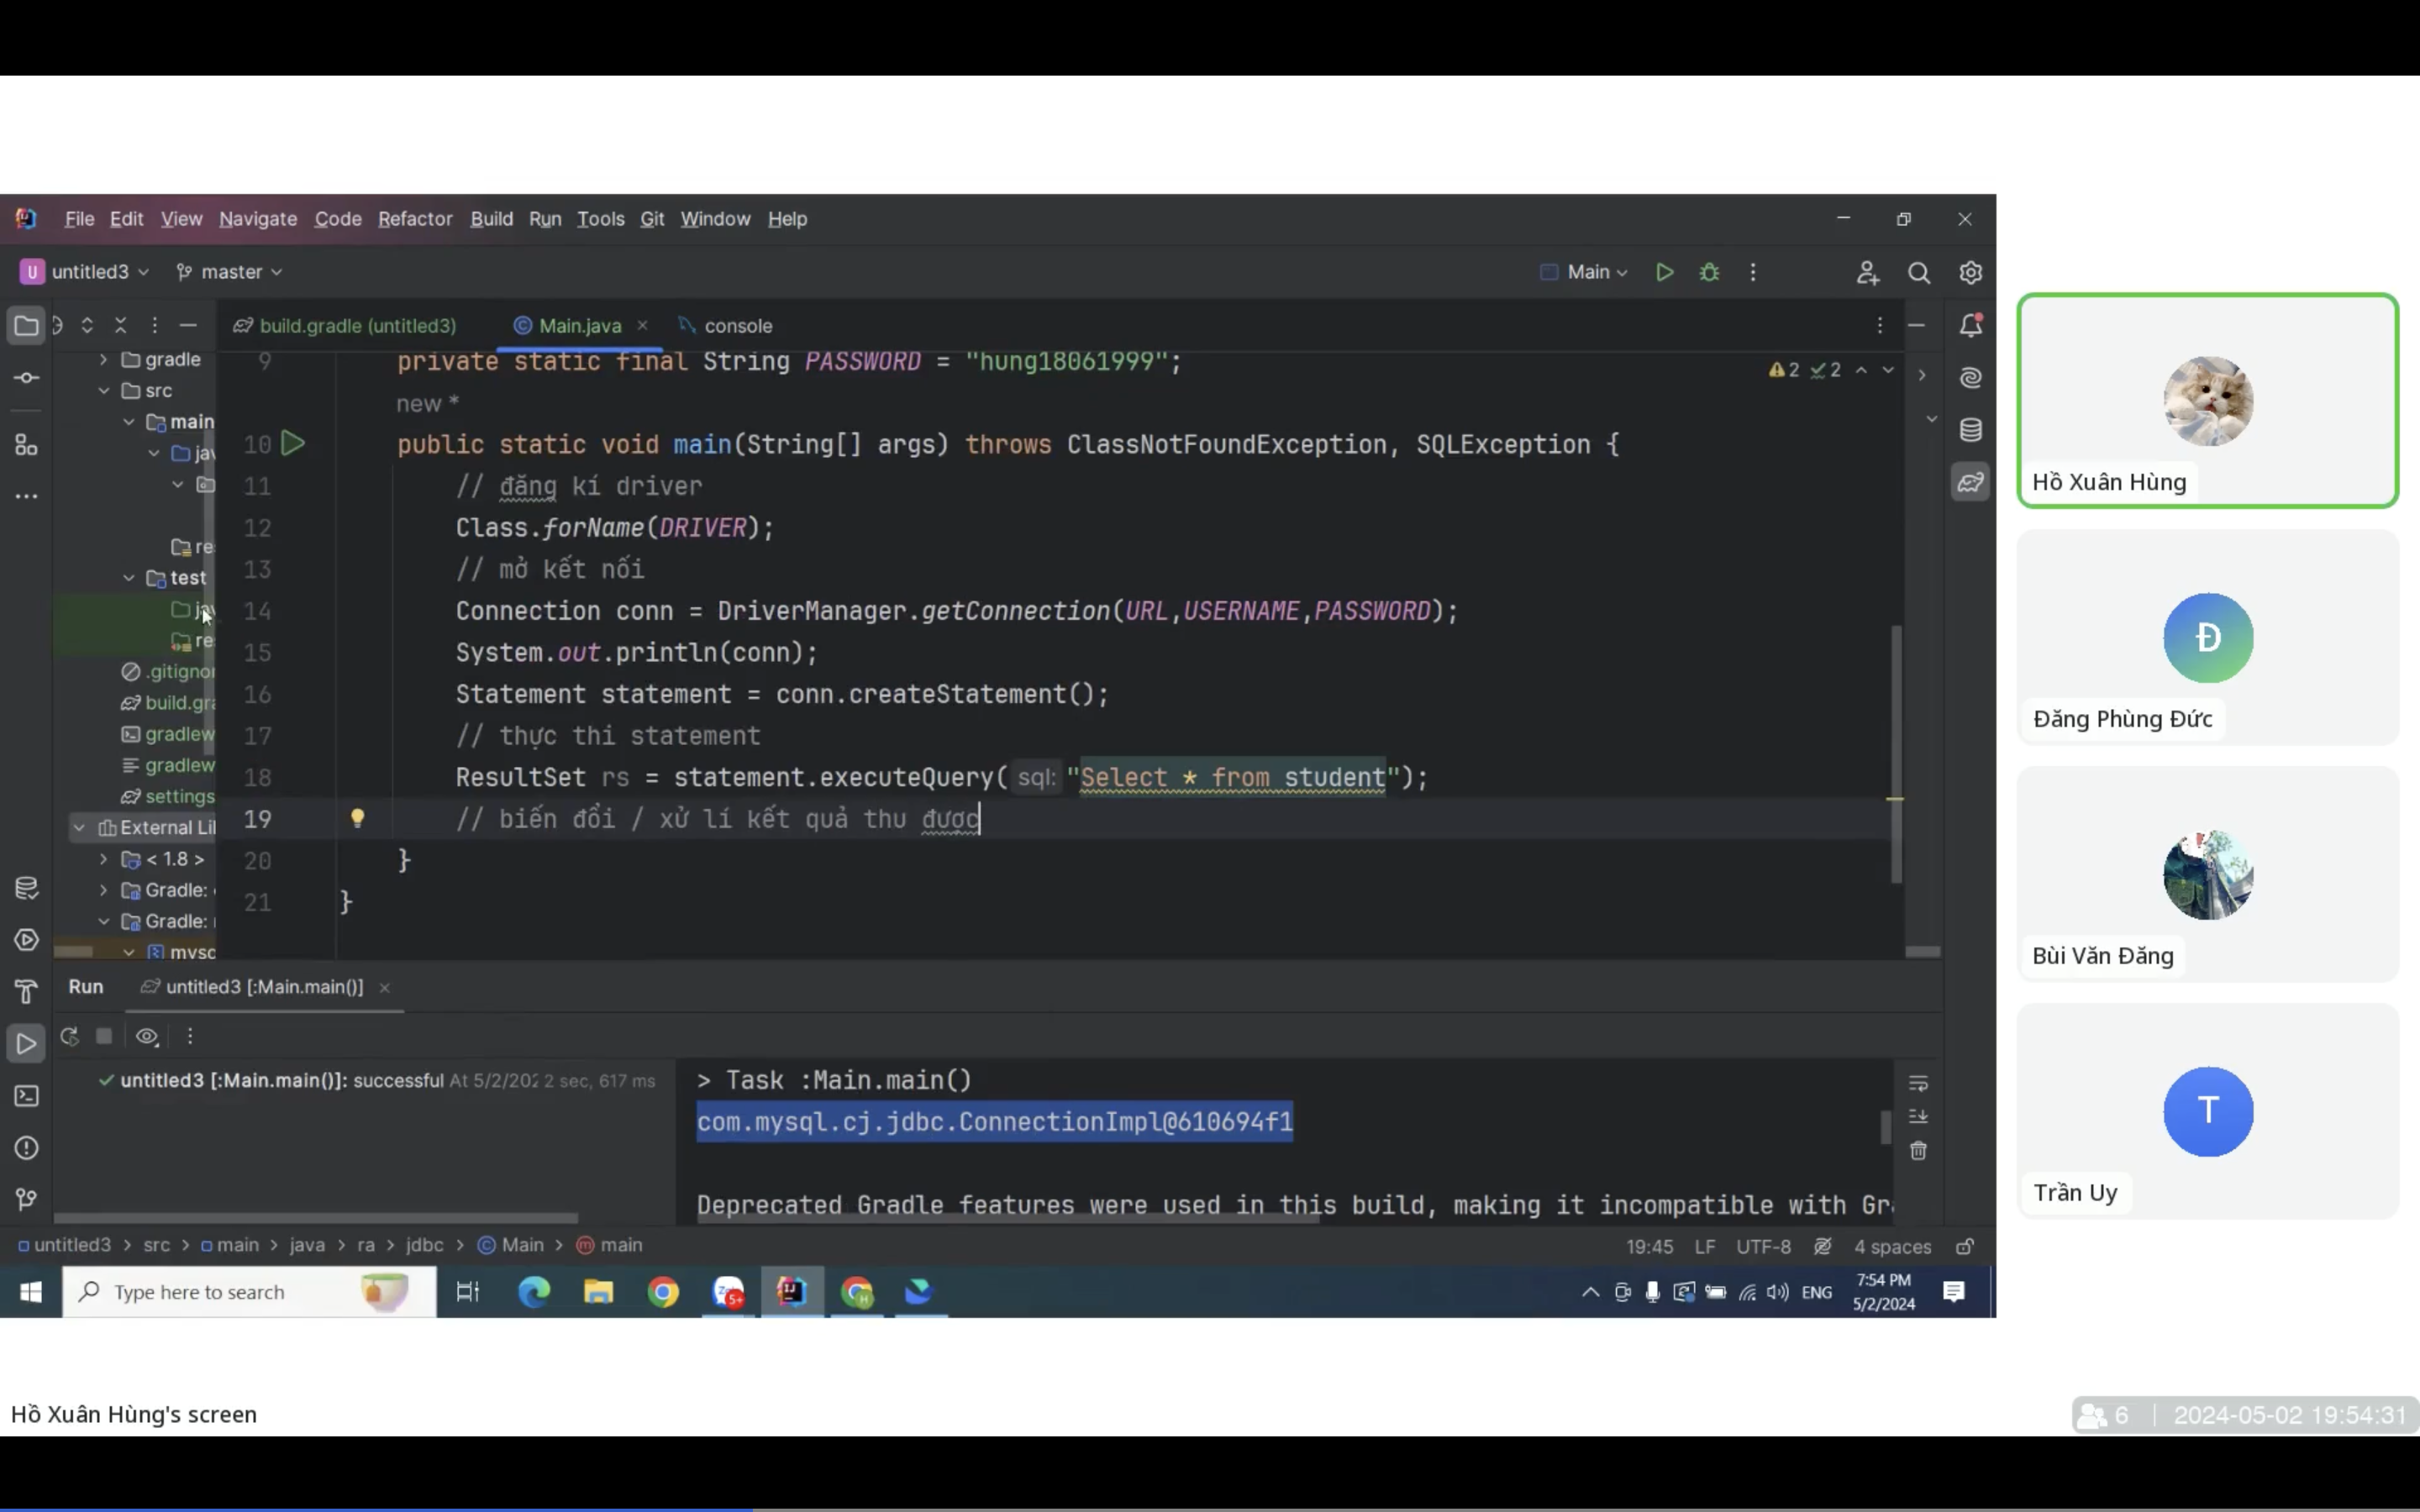 File Edit View Navigate Code Refactor Build Run Tools Git Window Help
U untitled3 master Main
build.gradle (untitled3) Main.java console
gradle
src
main
jav
re
test
jav
re
.gitignor
build.gra
gradlew
gradlew
settings
External Lil
< 1.8 >
Gradle:
Gradle:
mysc
9 private static final String PASSWORD = "hung18061999";
new *
10 public static void main(String[] args) throws ClassNotFoundException, SQLException {
11 // đăng kí driver
12 Class.forName(DRIVER);
13 // mở kết nối
14 Connection conn = DriverManager.getConnection(URL,USERNAME,PASSWORD);
15 System.out.println(conn);
16 Statement statement = conn.createStatement();
17 // thực thi statement
18 ResultSet rs = statement.executeQuery( sql: "Select * from student");
19 // biến đổi / xử lí kết quả thu được
20 }
21 }
2 2
Run untitled3 [:Main.main()]
untitled3 [:Main.main()]: successful At 5/2/202 2 sec, 617 ms
> Task :Main.main()
com.mysql.cj.jdbc.ConnectionImpl@610694f1
Deprecated Gradle features were used in this build, making it incompatible with Gr
untitled3 > src > main > java > ra > jdbc > Main > main
19:45 LF UTF-8 4 spaces
Type here to search
5+
ENG
7:54 PM
5/2/2024
Hồ Xuân Hùng
Đ
Đăng Phùng Đức
Bùi Văn Đăng
T
Trần Uy
Hồ Xuân Hùng's screen
6 | 2024-05-02 19:54:31